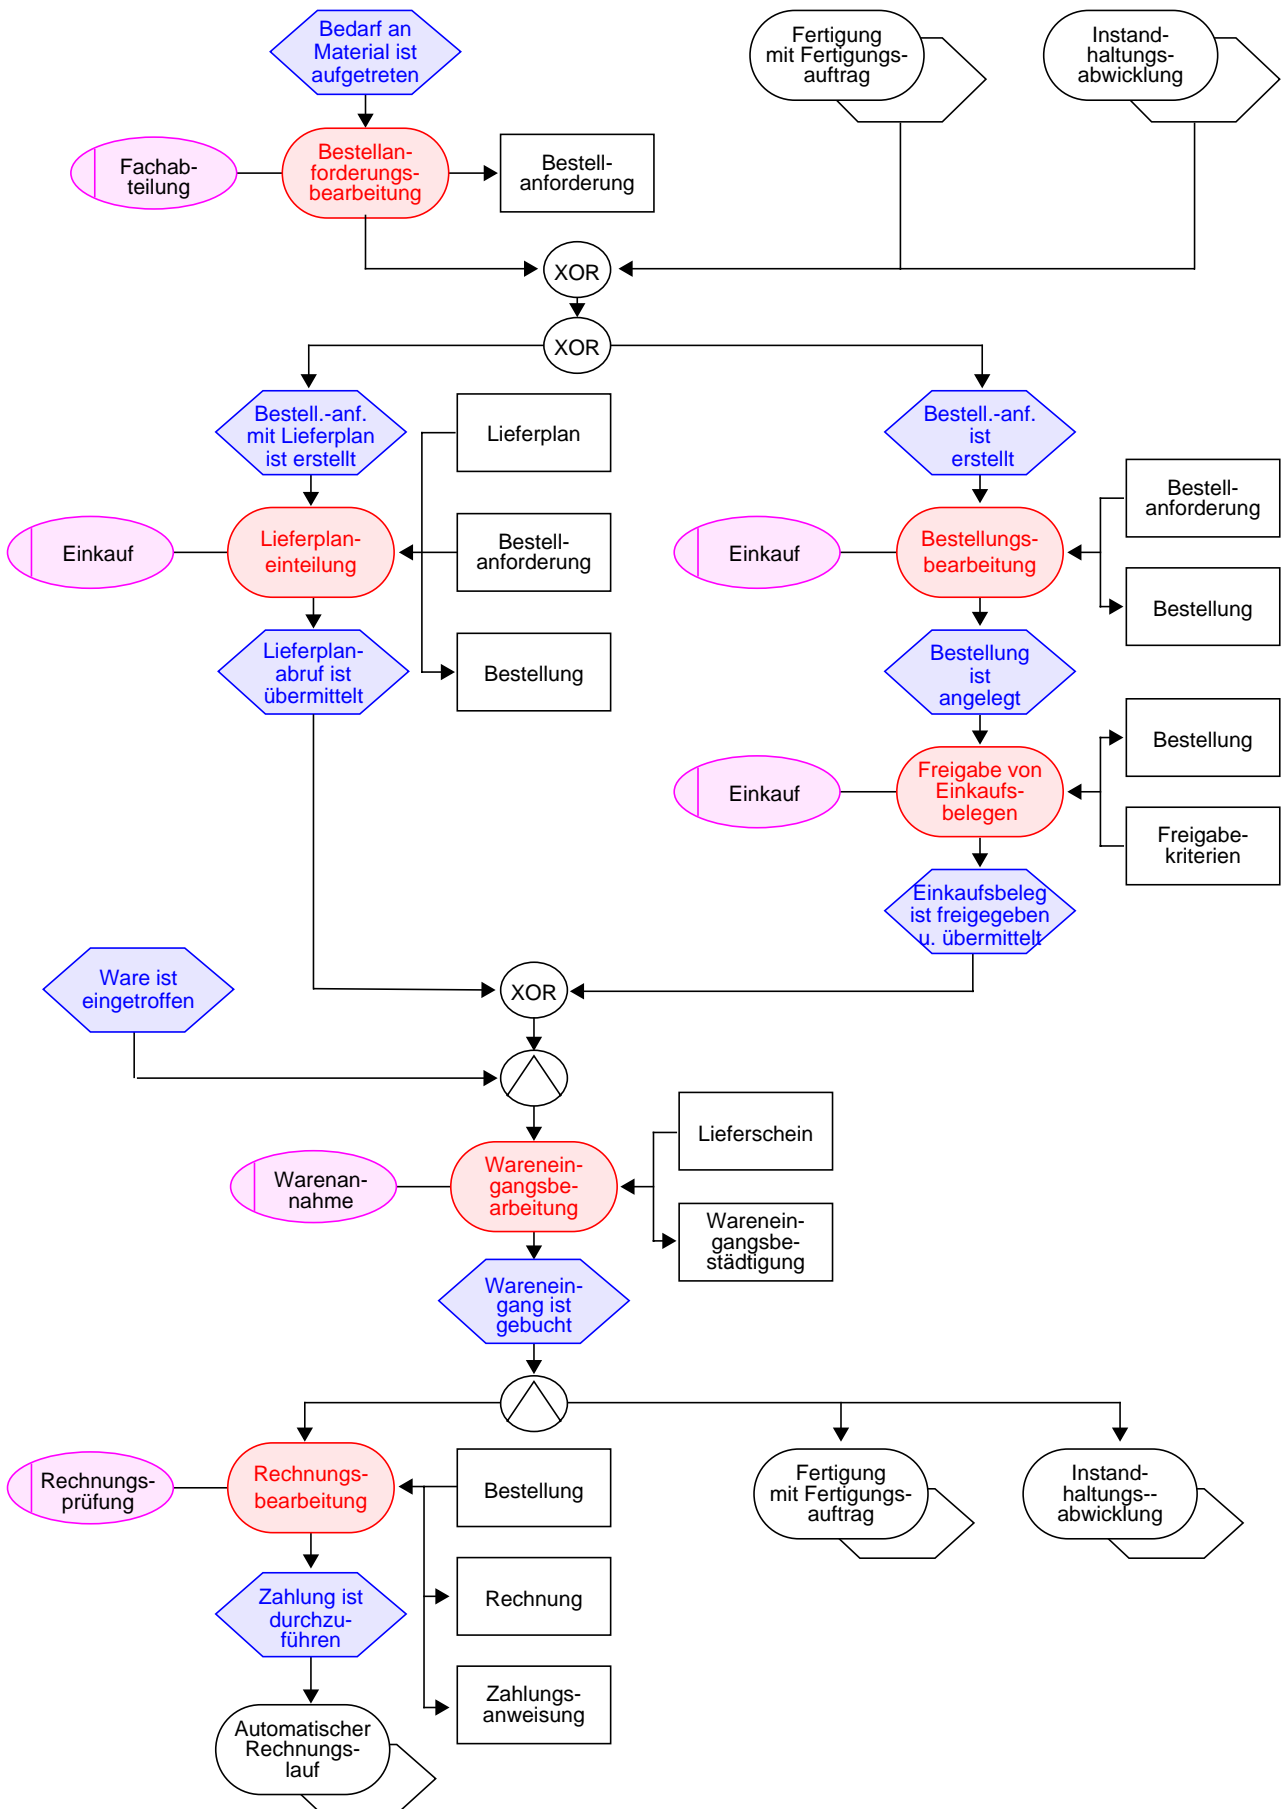 Bedarf an
Material ist
aufgetreten
Fertigung
mit Fertigungs-
auftrag
Instand-
haltungs-
abwicklung
Fachab-
teilung
Bestellan-
forderungs-
bearbeitung
Bestell-
anforderung
XOR
XOR
Bestell.-anf.
mit Lieferplan
ist erstellt
Lieferplan
Bestell.-anf.
ist
erstellt
Bestell-
anforderung
Einkauf
Lieferplan-
einteilung
Bestell-
anforderung
Einkauf
Bestellungs-
bearbeitung
Bestellung
Lieferplan-
abruf ist
übermittelt
Bestellung
Bestellung
ist
angelegt
Bestellung
Einkauf
Freigabe von
Einkaufs-
belegen
Freigabe-
kriterien
Einkaufsbeleg
ist freigegeben
u. übermittelt
Ware ist
eingetroffen
XOR
Lieferschein
Warenan-
nahme
Warenein-
gangsbe-
arbeitung
Warenein-
gangsbe-
städtigung
Warenein-
gang ist
gebucht
Rechnungs-
prüfung
Rechnungs-
bearbeitung
Bestellung
Fertigung
mit Fertigungs-
auftrag
Instand-
haltungs--
abwicklung
Zahlung ist
durchzu-
führen
Rechnung
Zahlungs-
anweisung
Automatischer
Rechnungs-
lauf